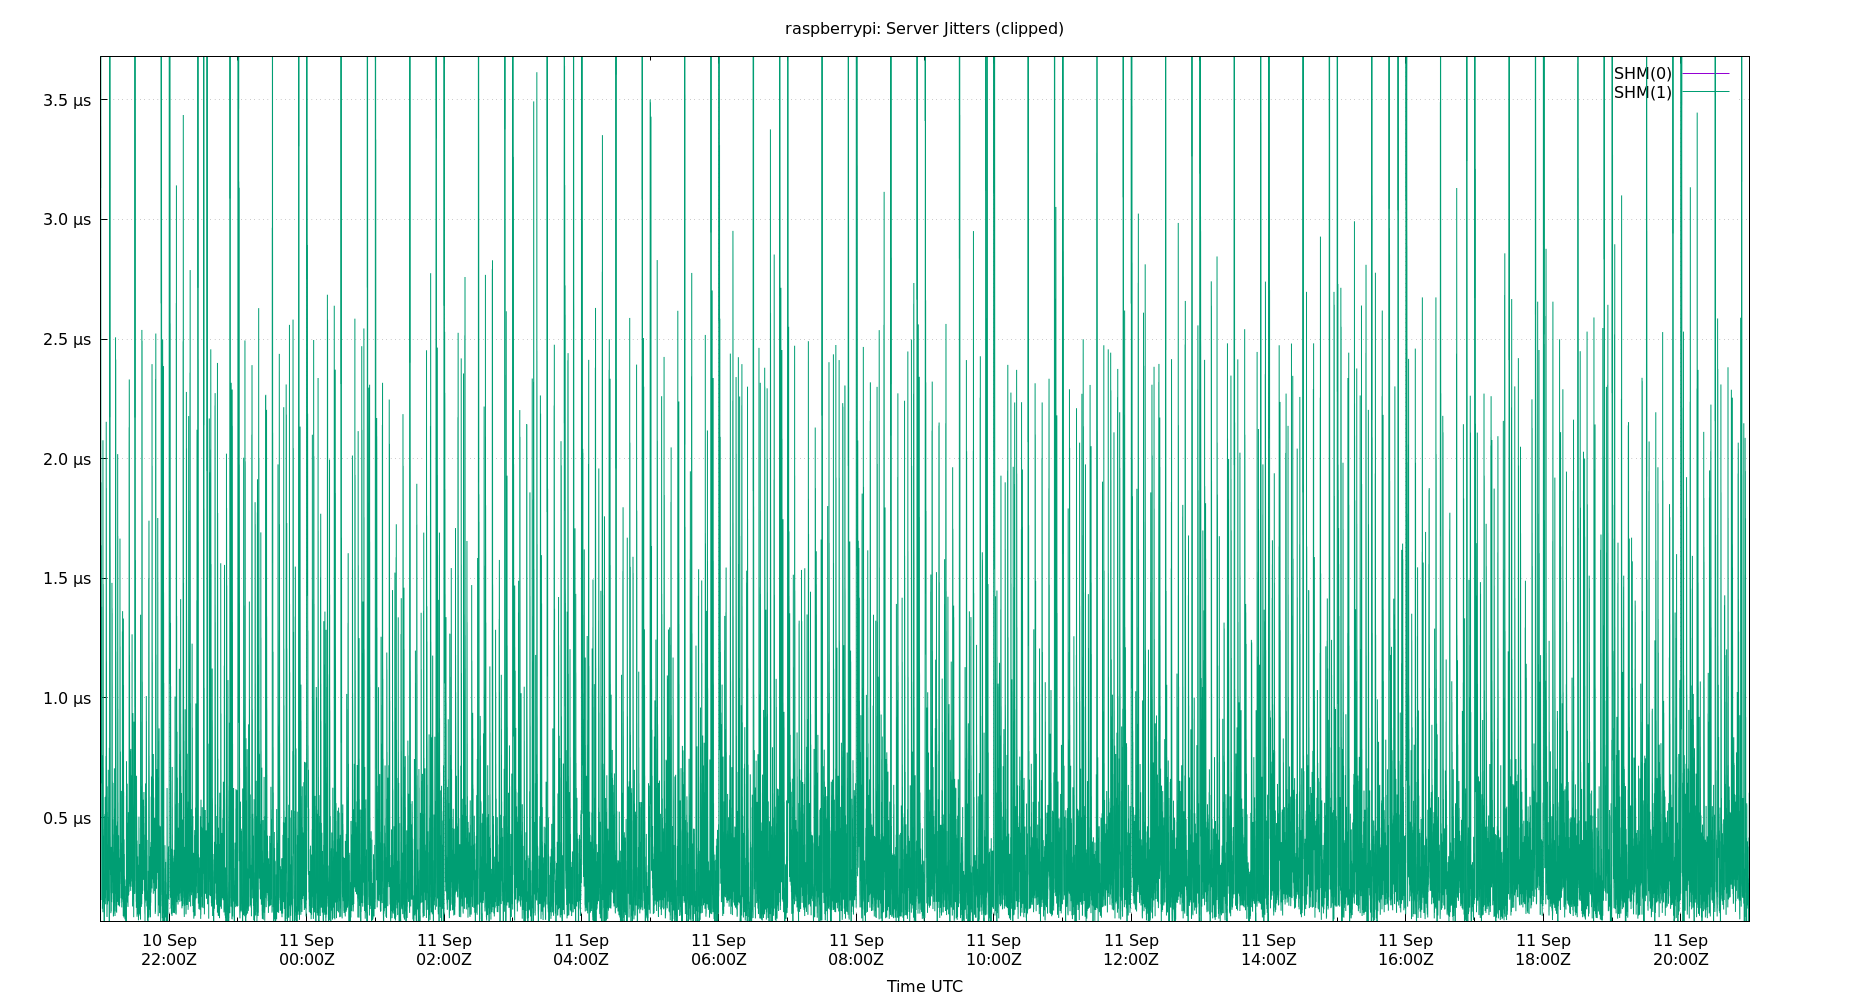 raspberrypi: Server Jitters (clipped)
SHM(0)
SHM(1)
3.5 µs
3.0 µs
2.5 µs
2.0 µs
1.5 µs
1.0 µs
0.5 µs
10 Sep 11 Sep 11 Sep 11 Sep 11 Sep 11 Sep 11 Sep 11 Sep 11 Sep 11 Sep 11 Sep 11 Sep
22:00Z 00:00Z 02:00Z 04:00Z 06:00Z 08:00Z 10:00Z 12:00Z 14:00Z 16:00Z 18:00Z 20:00Z
Time UTC